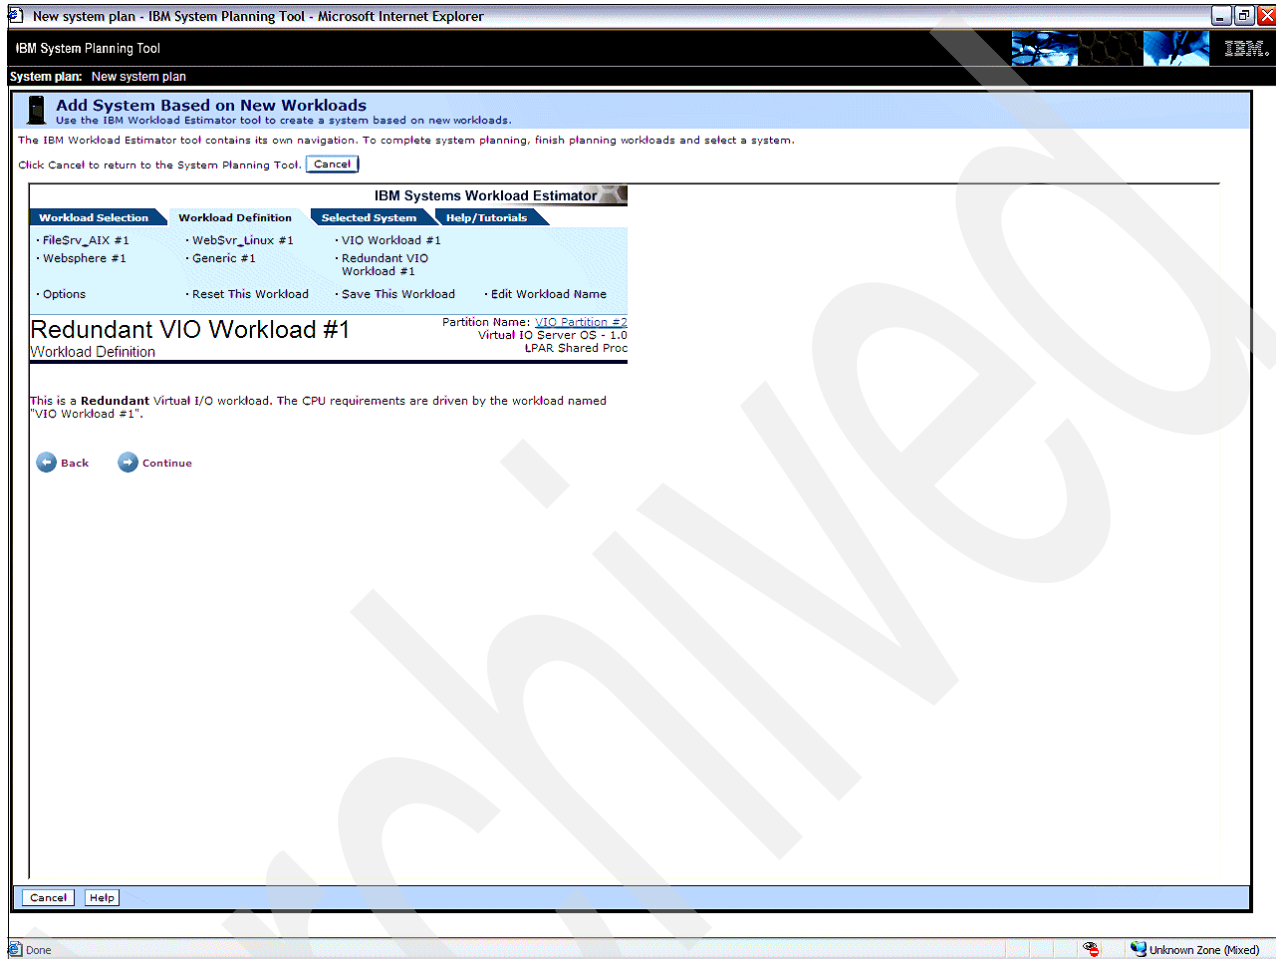 New system plan - IBM System Planning Tool - Microsoft Internet Explorer
IBM System Planning Tool
IBM.
System plan: New system plan
Add System Based on New Workloads
Use the IBM Workload Estimator tool to create a system based on new workloads.
The IBM Workload Estimator tool contains its own navigation. To complete system planning, finish planning workloads and select a system.
Click Cancel to return to the System Planning Tool. Cancel
IBM Systems Workload Estimator
Workload Selection Workload Definition Selected System Help/Tutorials
· FileSrv_AIX #1 · WebSvr_Linux #1 · VIO Workload #1
· Websphere #1 · Generic #1 · Redundant VIO
Workload #1
· Options · Reset This Workload · Save This Workload · Edit Workload Name
Redundant VIO Workload #1
Workload Definition
Partition Name: VIO Partition #2
Virtual IO Server OS - 1.0
LPAR Shared Proc
This is a Redundant Virtual I/O workload. The CPU requirements are driven by the workload named
"VIO Workload #1".
Back Continue
Cancel Help
Done Unknown Zone (Mixed)
Archived